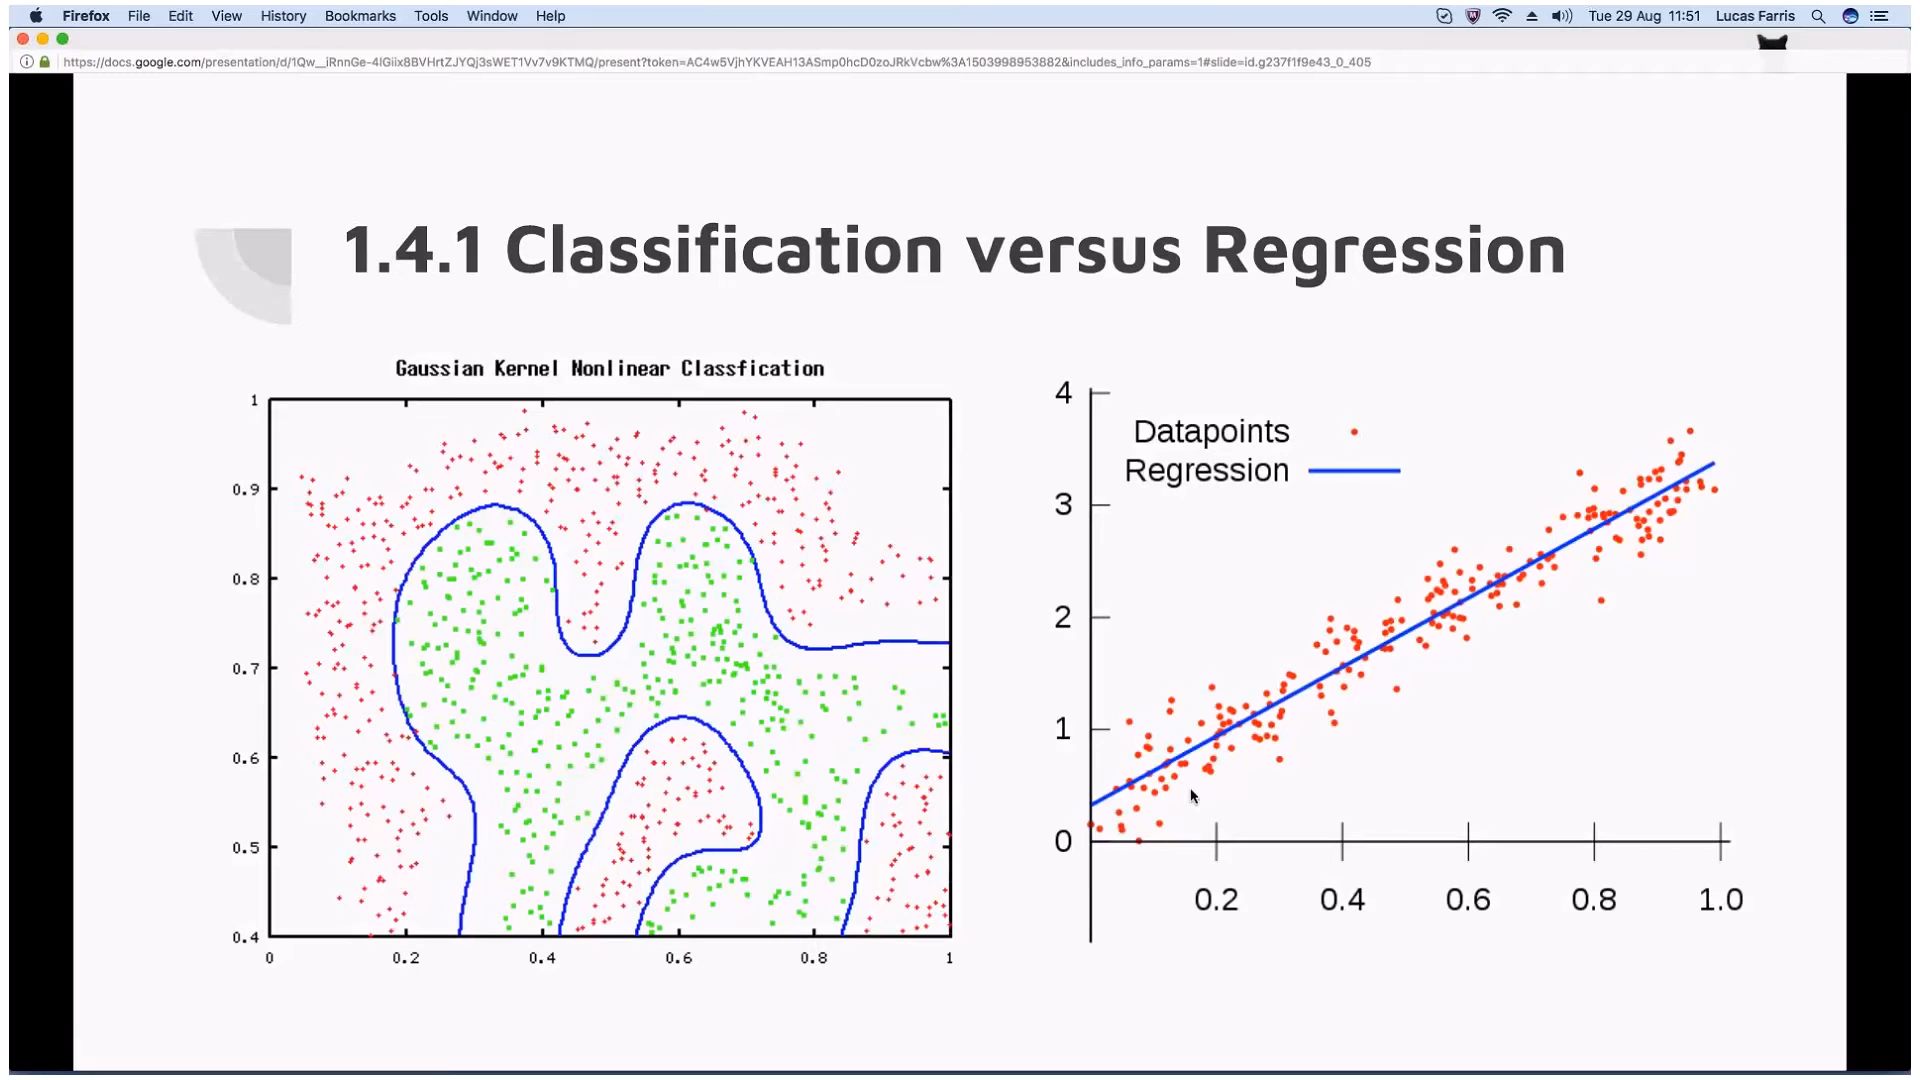 Firefox File Edit View History Bookmarks Tools Window Help Tue 29 Aug 11:51 Lucas Farris
https://docs.google.com/presentation/d/1Qw__iRnnGe-4lGiix8BVHrtZJYQj3sWET1Vv7v9KTMQ/present?token=AC4w5VjhYKVEAH13ASmp0hcD0zoJRkVcbw%3A1503998953882&includes_info_params=1#slide=id.g237f1f9e43_0_405
1.4.1 Classification versus Regression
Gaussian Kernel Nonlinear Classfication
1
0.9
0.8
0.7
0.6
0.5
0.4
0 0.2 0.4 0.6 0.8 1
4
3
2
1
0
Datapoints
Regression
0.2 0.4 0.6 0.8 1.0